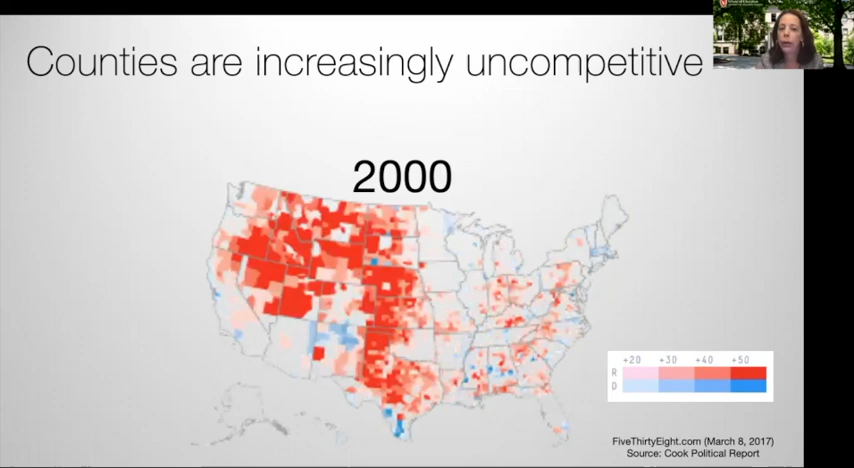 Counties are increasingly uncompetitive
2000
+20 +30 +40 +50
R
D
FiveThirtyEight.com (March 8, 2017)
Source: Cook Political Report